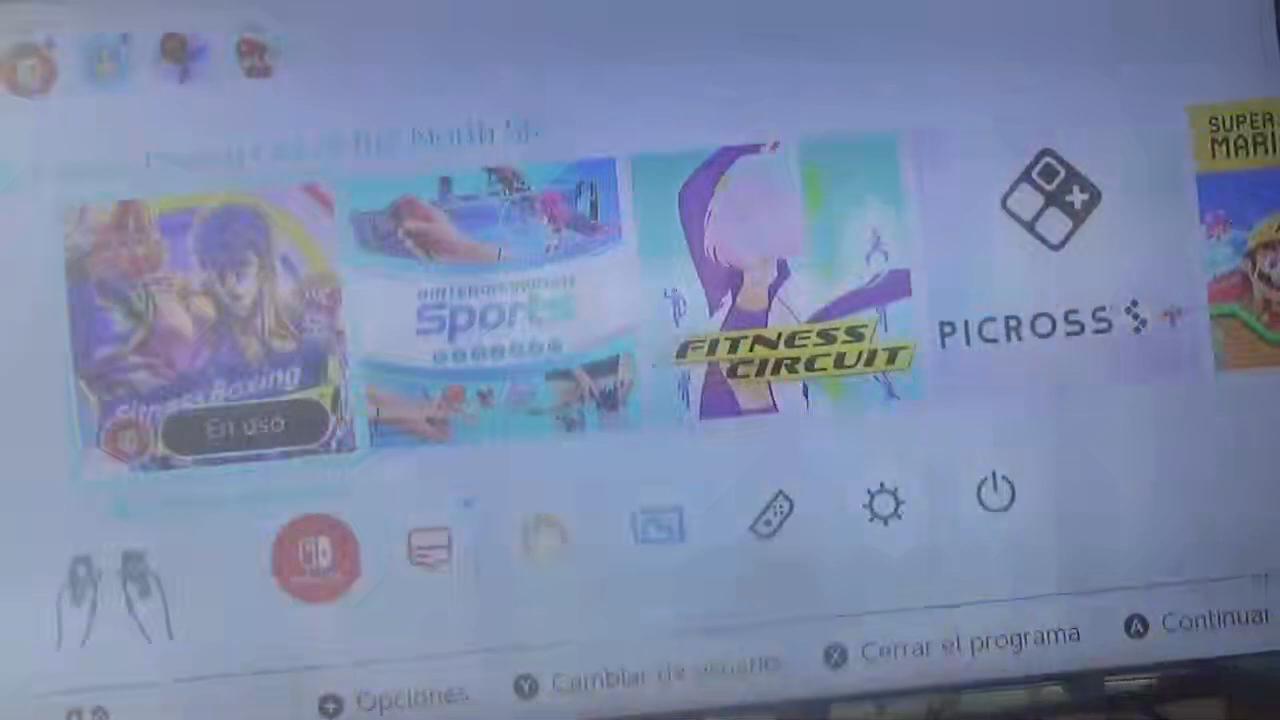 SUPER
MARI
Sports
FITNESS
CIRCUIT
PICROSS S +
Fitness Boxing
En uso
Opciones
Cambiar de usuario
Cerrar el programa
Continuar